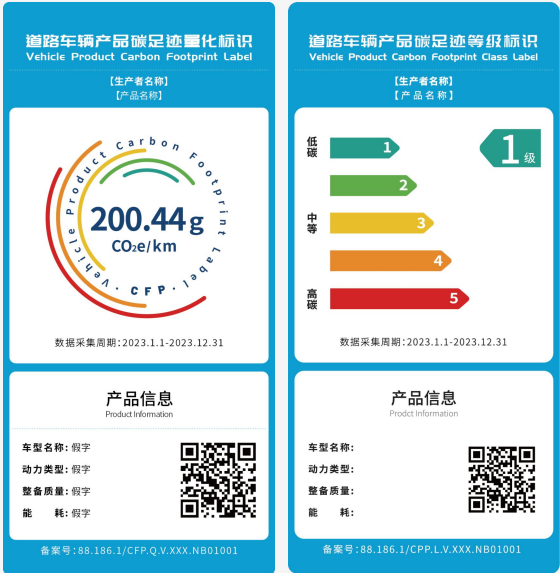 道路车辆产品碳足迹量化标识
Vehicle Product Carbon Footprint Label
【生产者名称】
【产品名称】
Vehicle Product Carbon Footprint Label
200.44g
CO₂e/km
· CFP ·
数据采集周期:2023.1.1-2023.12.31
产品信息
Product Information
车型名称: 假字
动力类型: 假字
整备质量: 假字
能 耗: 假字
备案号:88.186.1/CFP.Q.V.XXX.NB01001
道路车辆产品碳足迹等级标识
Vehicle Product Carbon Footprint Class Label
【生产者名称】
【产品名称】
低碳
1
1级
2
中等
3
4
高碳
5
数据采集周期:2023.1.1-2023.12.31
产品信息
Prodct Information
车型名称:
动力类型:
整备质量:
能 耗:
备案号:88.186.1/CPP.L.V.XXX.NB01001